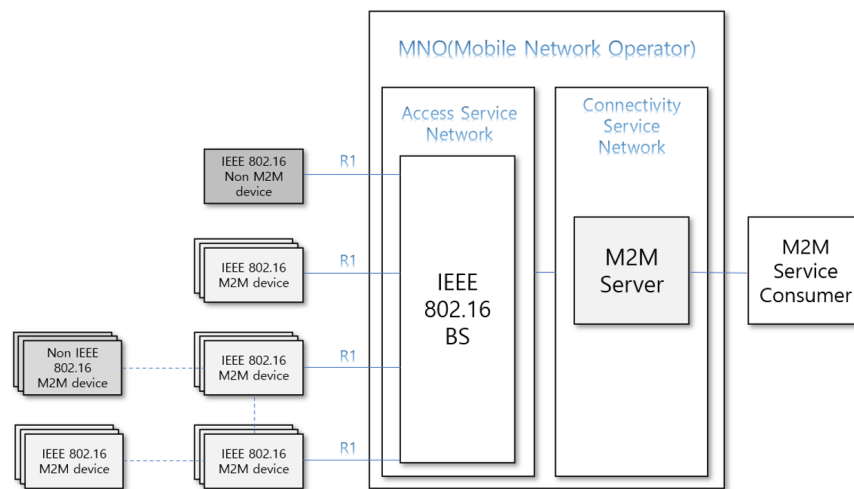 MNO(Mobile Network Operator)
Access Service
Network
Connectivity
Service
Network
IEEE 802.16
Non M2M
device
R1
IEEE 802.16
M2M device
R1
IEEE
802.16
BS
M2M
Server
M2M
Service
Consumer
Non IEEE
802.16
M2M device
IEEE 802.16
M2M device
R1
IEEE 802.16
M2M device
IEEE 802.16
M2M device
R1